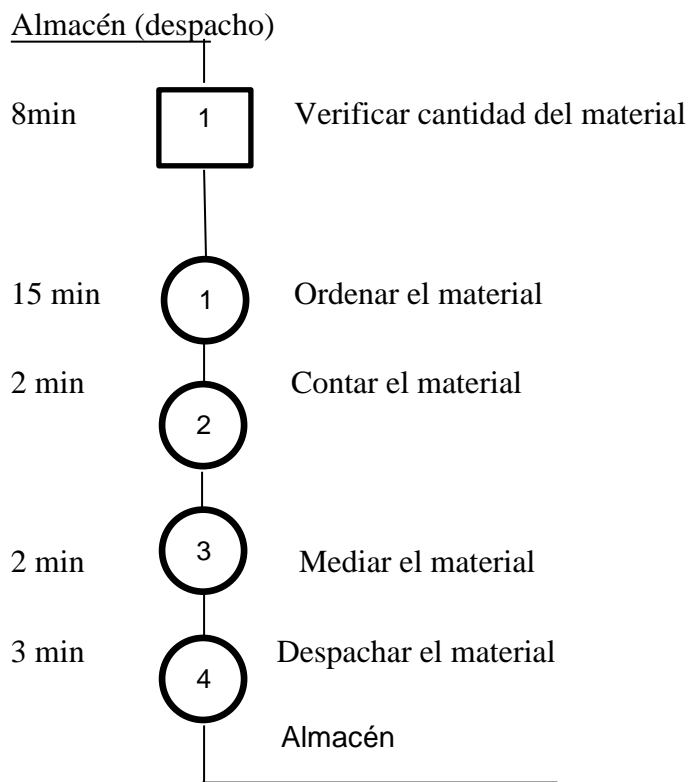 Almacén (despacho)
8min 1 Verificar cantidad del material
15 min 1 Ordenar el material
2 min Contar el material
2
3
2 min Mediar el material
3 min Despachar el material
4
Almacén